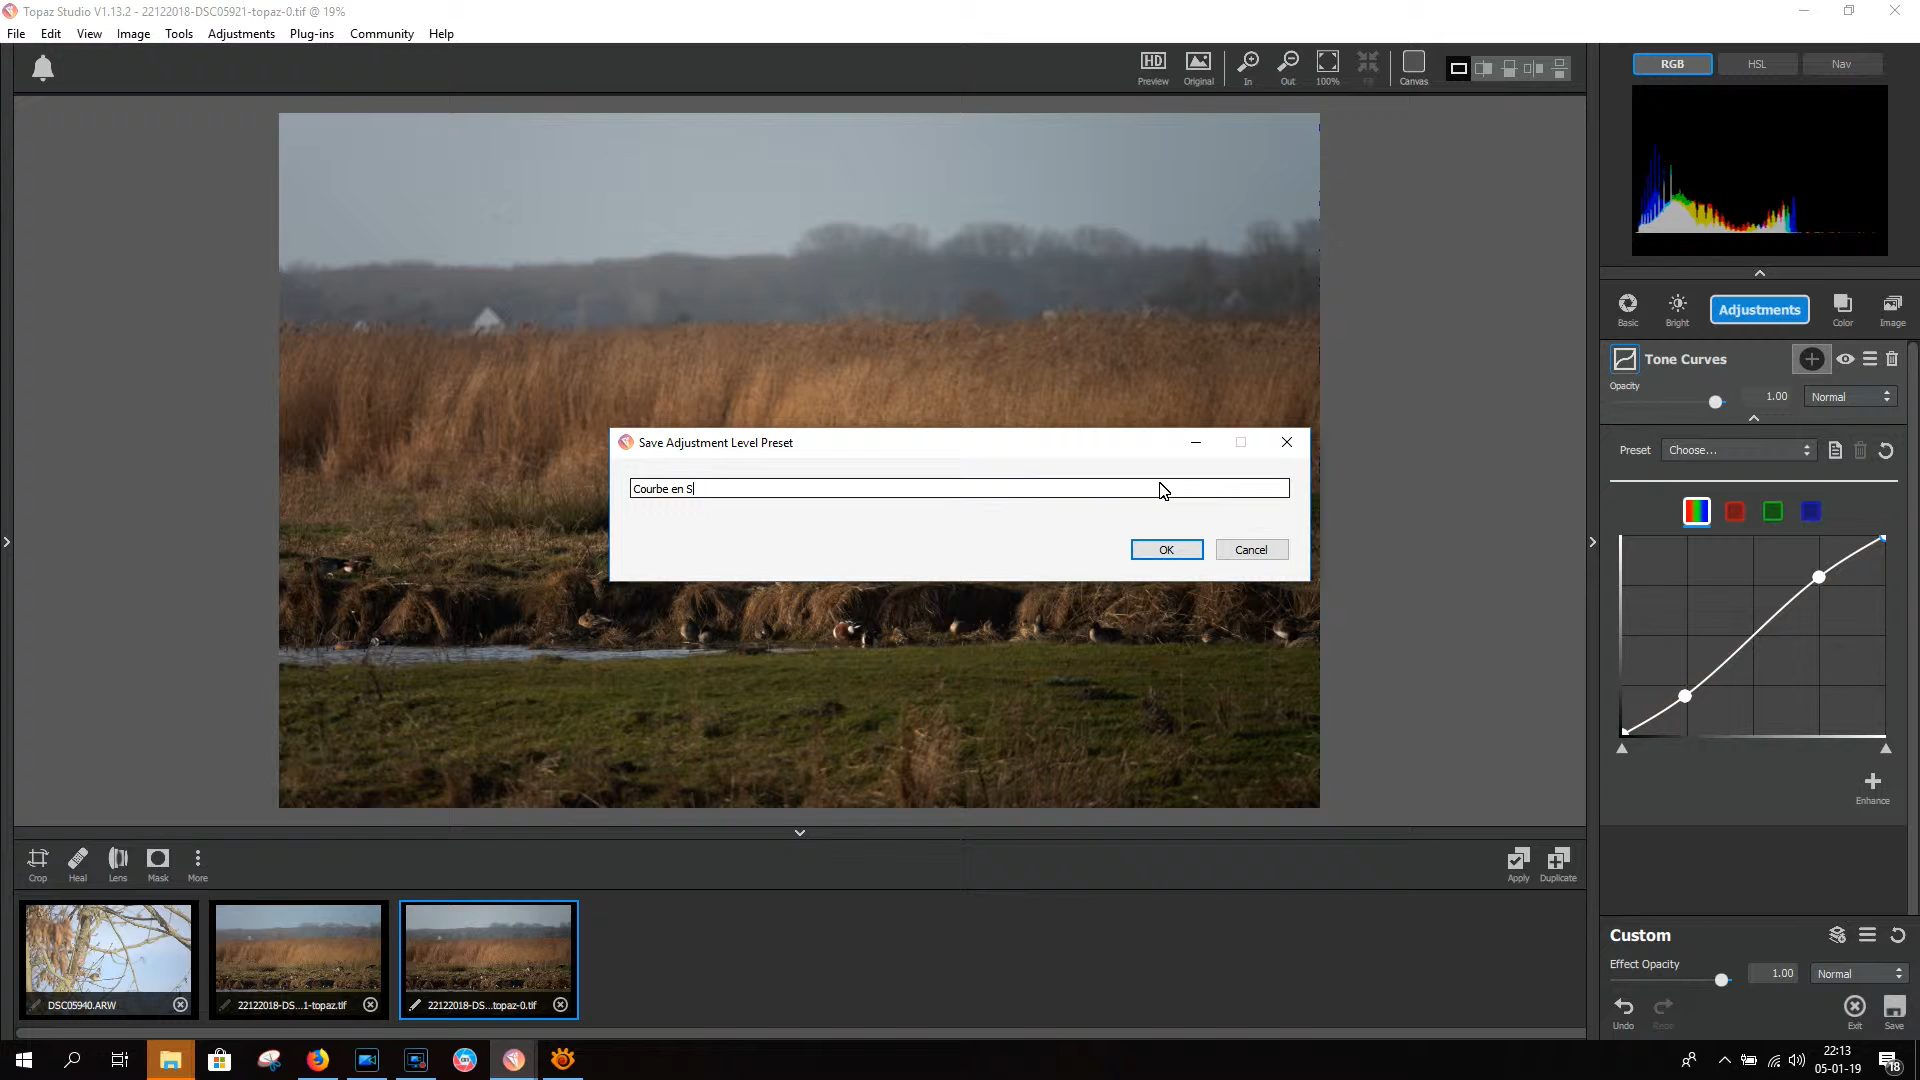 Topaz Studio V1.13.2 - 22122018-DSC05921-topaz-0.tif @ 19%
File Edit View Image Tools Adjustments Plug-ins Community Help
HD
Preview Original In Out 100% Fit Canvas
RGB HSL Nav
Basic Bright Adjustments Color Image
Tone Curves
Opacity 1.00 Normal
Preset Choose...
Save Adjustment Level Preset
Courbe en S
OK Cancel
Enhance
Crop Heal Lens Mask More Apply Duplicate
DSC05940.ARW 22122018-DS...1-topaz.tif 22122018-DS...topaz-0.tif
Custom
Effect Opacity 1.00 Normal
Undo Redo Exit Save
22:13
05-01-19
18